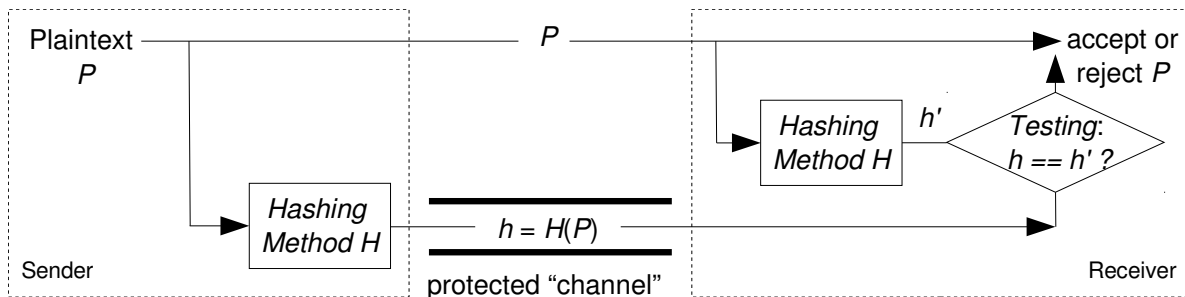 Plaintext
P
P
accept or
reject P
Hashing
Method H
h'
Testing:
h == h' ?
Hashing
Method H
h = H(P)
Sender
protected “channel”
Receiver